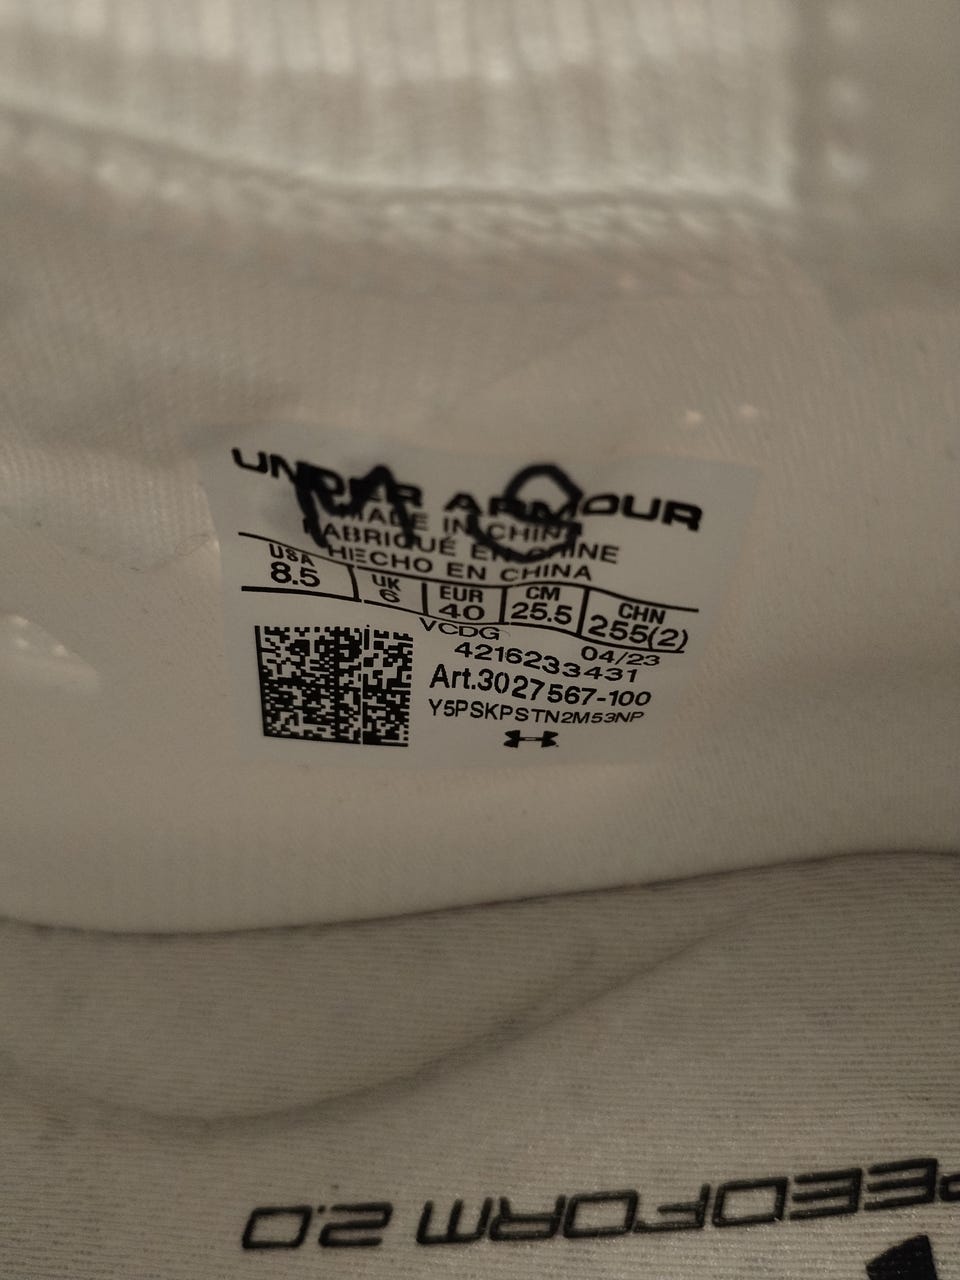 UNDER ARMOUR
MADE IN CHINA
FABRIQUÉ EN CHINE
HECHO EN CHINA
USA 8.5 UK 6 EUR 40 CM 25.5 CHN 255(2)
VCDG 04/23
4216233431
Art.3027567-100
Y5PSKPSTN2M53NP
SPEEDFORM 2.0